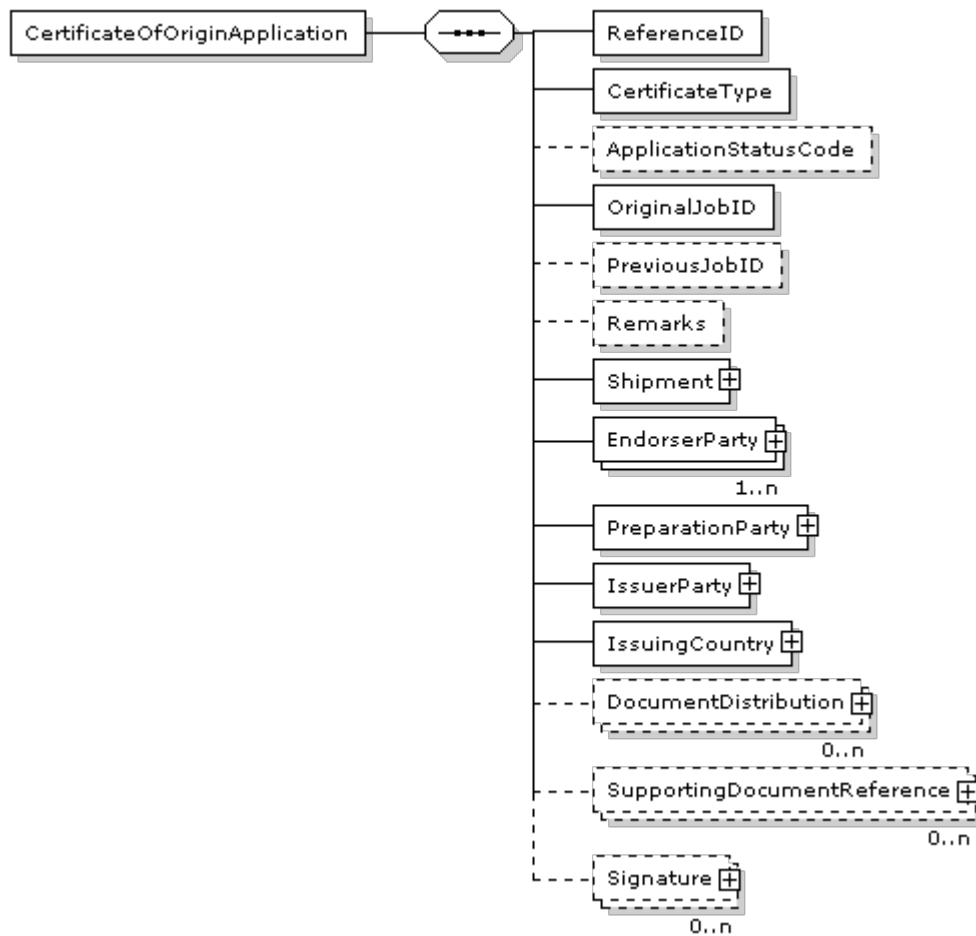 CertificateOfOriginApplication
ReferenceID
CertificateType
ApplicationStatusCode
OriginalJobID
PreviousJobID
Remarks
Shipment
EndorserParty
1..n
PreparationParty
IssuerParty
IssuingCountry
DocumentDistribution
0..n
SupportingDocumentReference
0..n
Signature
0..n